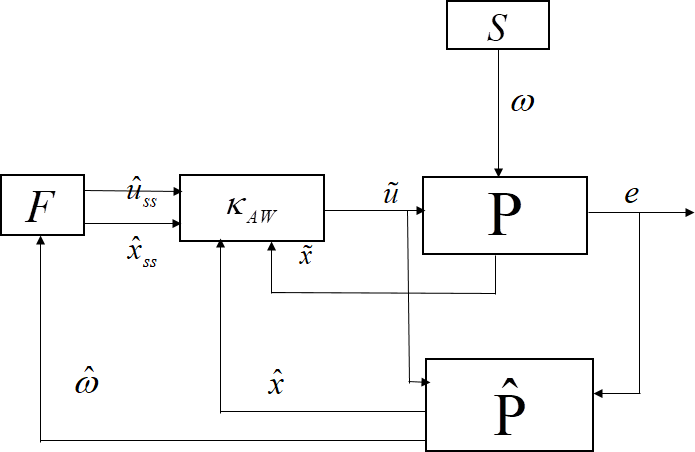 S
ω
F
û_ss
x̂_ss
κ_AW
ũ
x̃
P
e
ω̂
x̂
P̂